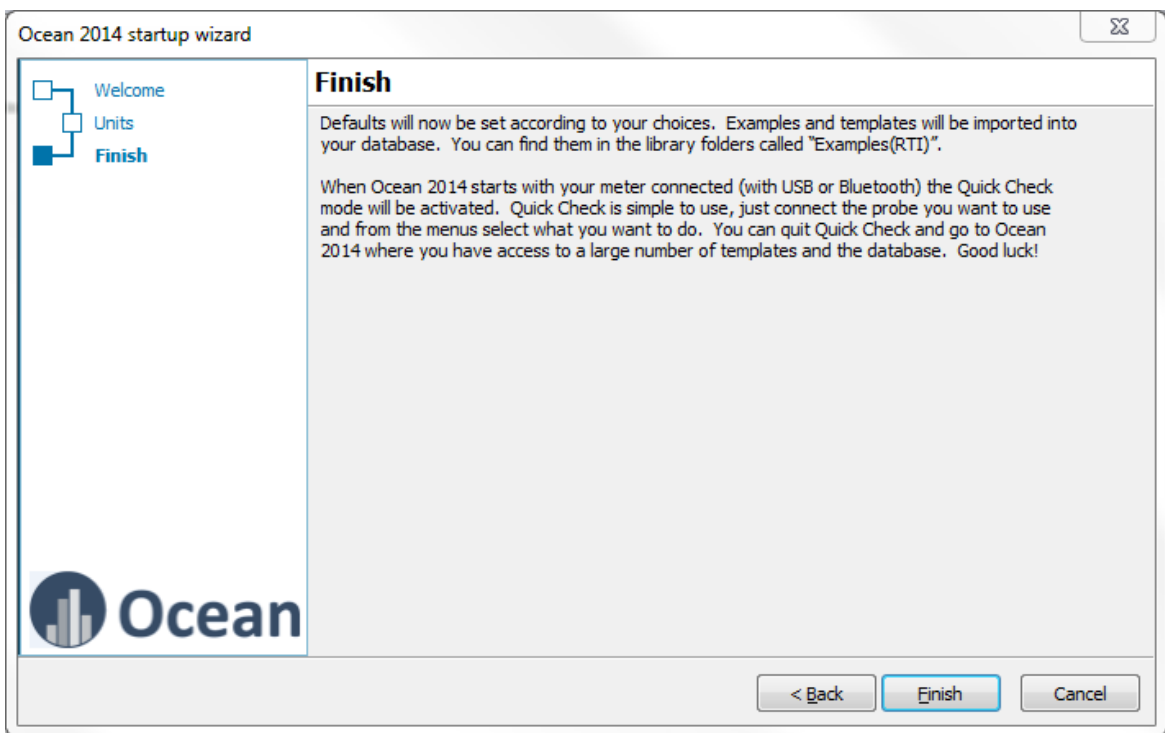 Ocean 2014 startup wizard
Welcome
Units
Finish
Finish
Defaults will now be set according to your choices.  Examples and templates will be imported into
your database.  You can find them in the library folders called "Examples(RTI)".
When Ocean 2014 starts with your meter connected (with USB or Bluetooth) the Quick Check
mode will be activated.  Quick Check is simple to use, just connect the probe you want to use
and from the menus select what you want to do.  You can quit Quick Check and go to Ocean
2014 where you have access to a large number of templates and the database.  Good luck!
Ocean
< Back
Finish
Cancel